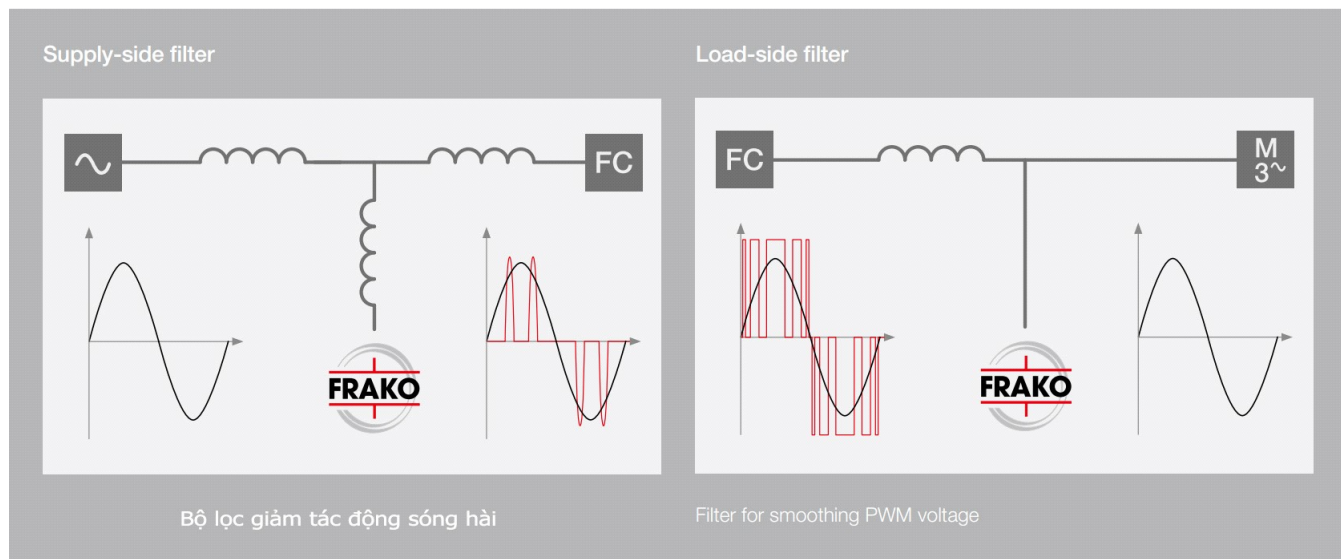 Supply-side filter
Load-side filter
FC
FC
M
3~
FRAKO
FRAKO
Bộ lọc giảm tác động sóng hài
Filter for smoothing PWM voltage